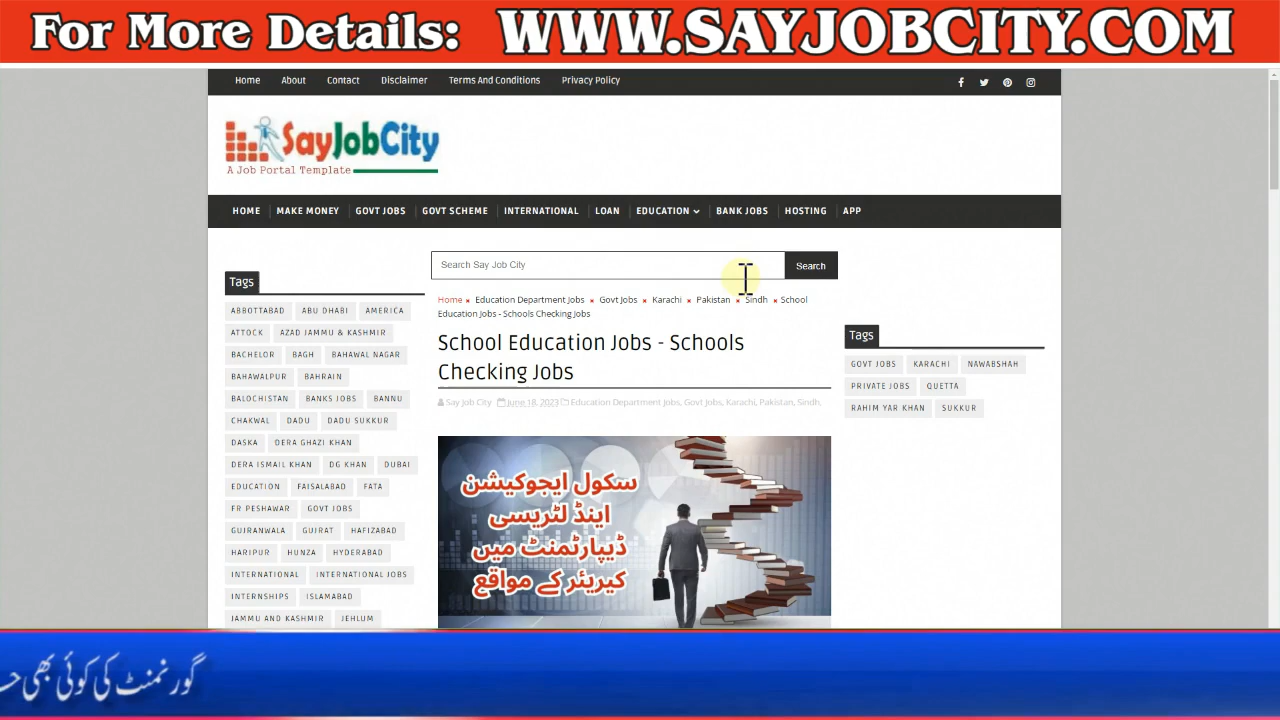 For More Details: WWW.SAYJOBCITY.COM
Home About Contact Disclaimer Terms And Conditions Privacy Policy
SayJobCity
A Job Portal Template
HOME MAKE MONEY GOVT JOBS GOVT SCHEME INTERNATIONAL LOAN EDUCATION BANK JOBS HOSTING APP
Search Say Job City Search
Tags
ABBOTTABAD ABU DHABI AMERICA
ATTOCK AZAD JAMMU & KASHMIR
BACHELOR BAGH BAHAWAL NAGAR
BAHAWALPUR BAHRAIN
BALOCHISTAN BANKS JOBS BANNU
CHAKWAL DADU DADU SUKKUR
DASKA DERA GHAZI KHAN
DERA ISMAIL KHAN DG KHAN DUBAI
EDUCATION FAISALABAD FATA
FR PESHAWAR GOVT JOBS
GUJRANWALA GUJRAT HAFIZABAD
HARIPUR HUNZA HYDERABAD
INTERNATIONAL INTERNATIONAL JOBS
INTERNSHIPS ISLAMABAD
JAMMU AND KASHMIR JEHLUM
Home × Education Department Jobs × Govt Jobs × Karachi × Pakistan × Sindh × School
Education Jobs - Schools Checking Jobs
School Education Jobs - Schools
Checking Jobs
Say Job City June 18, 2023 Education Department Jobs, Govt Jobs, Karachi, Pakistan, Sindh,
سکول ایجوکیشن
اینڈ لٹریسی
ڈیپارٹمنٹ میں
کیریئر کے مواقع
Tags
GOVT JOBS KARACHI NAWABSHAH
PRIVATE JOBS QUETTA
RAHIM YAR KHAN SUKKUR
گورنمنٹ کی کوئی بھی